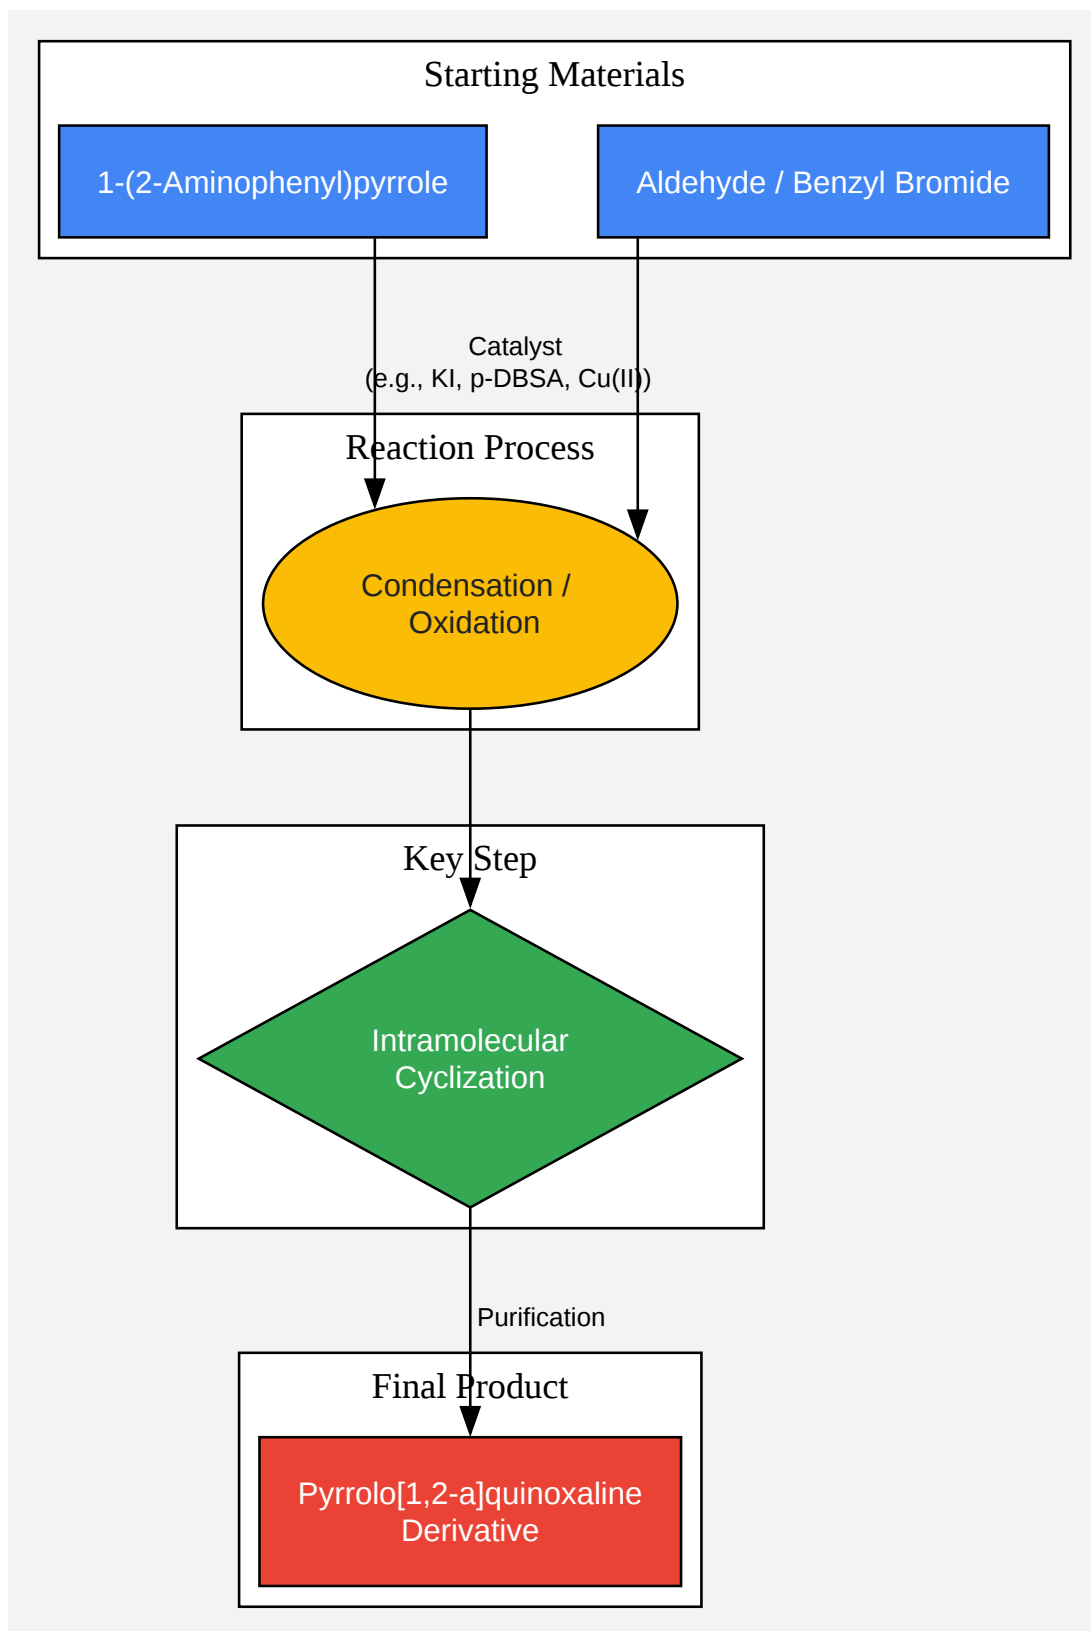 Starting Materials
1-(2-Aminophenyl)pyrrole
Aldehyde / Benzyl Bromide
Catalyst
(e.g., KI, p-DBSA, Cu(II))
Reaction Process
Condensation /
Oxidation
Key Step
Intramolecular
Cyclization
Purification
Final Product
Pyrrolo[1,2-a]quinoxaline
Derivative